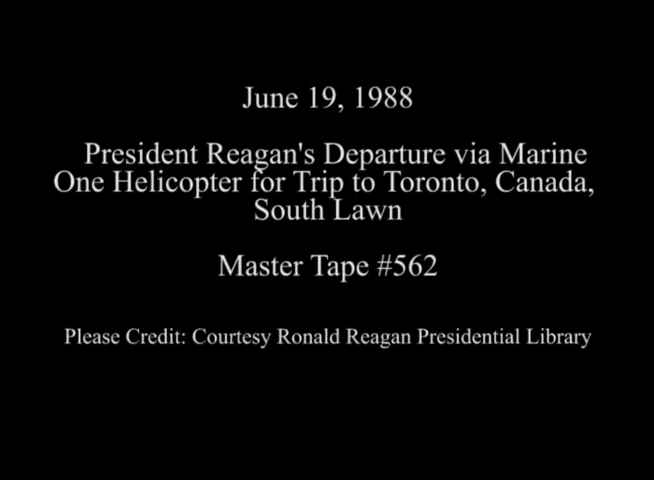 June 19, 1988
President Reagan's Departure via Marine
One Helicopter for Trip to Toronto, Canada,
South Lawn
Master Tape #562
Please Credit: Courtesy Ronald Reagan Presidential Library